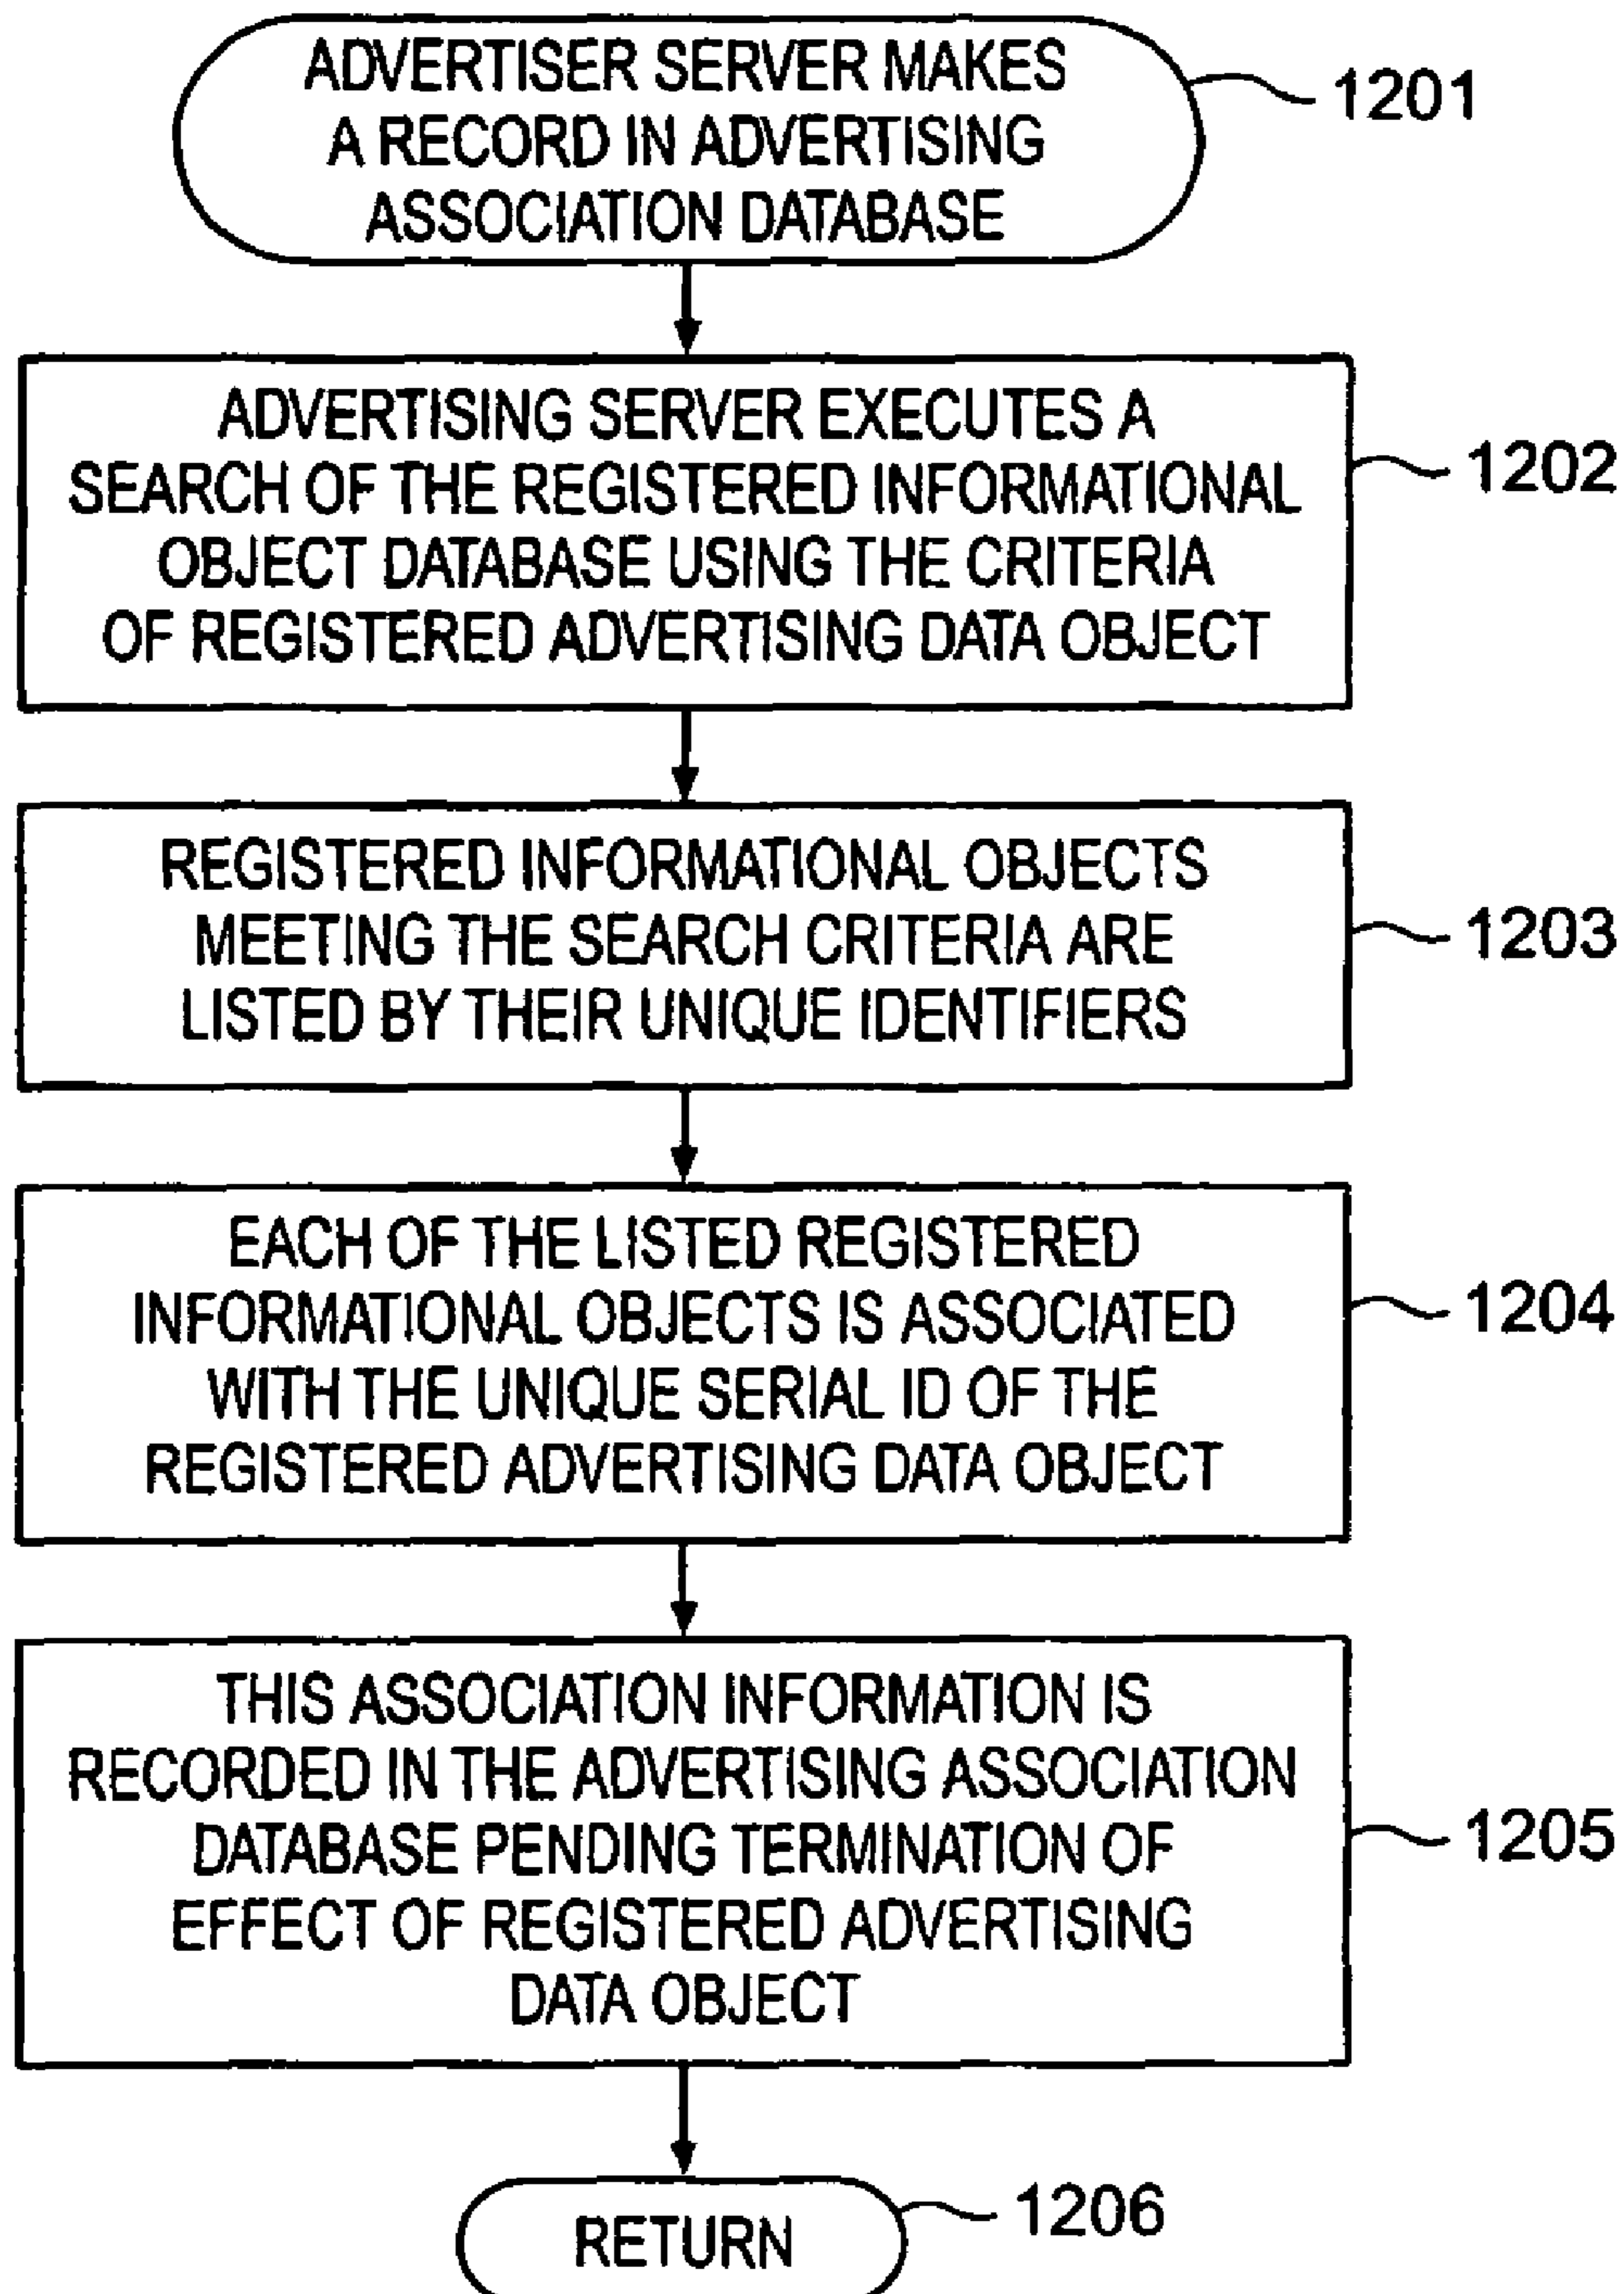 ADVERTISER SERVER MAKES
A RECORD IN ADVERTISING
ASSOCIATION DATABASE
1201
ADVERTISING SERVER EXECUTES A
SEARCH OF THE REGISTERED INFORMATIONAL
OBJECT DATABASE USING THE CRITERIA
OF REGISTERED ADVERTISING DATA OBJECT
1202
REGISTERED INFORMATIONAL OBJECTS
MEETING THE SEARCH CRITERIA ARE
LISTED BY THEIR UNIQUE IDENTIFIERS
1203
EACH OF THE LISTED REGISTERED
INFORMATIONAL OBJECTS IS ASSOCIATED
WITH THE UNIQUE SERIAL ID OF THE
REGISTERED ADVERTISING DATA OBJECT
1204
THIS ASSOCIATION INFORMATION IS
RECORDED IN THE ADVERTISING ASSOCIATION
DATABASE PENDING TERMINATION OF
EFFECT OF REGISTERED ADVERTISING
DATA OBJECT
1205
RETURN
1206